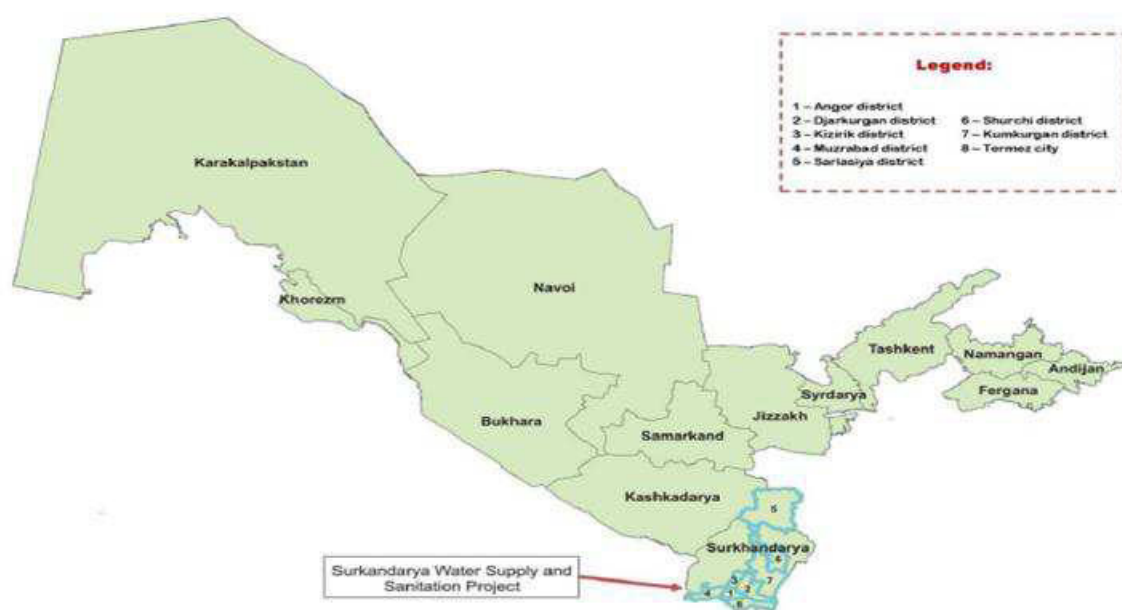 Legend:
1 – Angor district
2 – Djarkurgan district
3 – Kizirik district
4 – Muzrabad district
5 – Sariasiya district
6 – Shurchi district
7 – Kumkurgan district
8 – Termez city
Karakalpakstan
Navoi
Khorezm
Tashkent
Namangan
Andijan
Fergana
Syrdarya
Jizzakh
Bukhara
Samarkand
Kashkadarya
5
Surkhandarya
6
3
7
4
1
2
8
Surkandarya Water Supply and
Sanitation Project